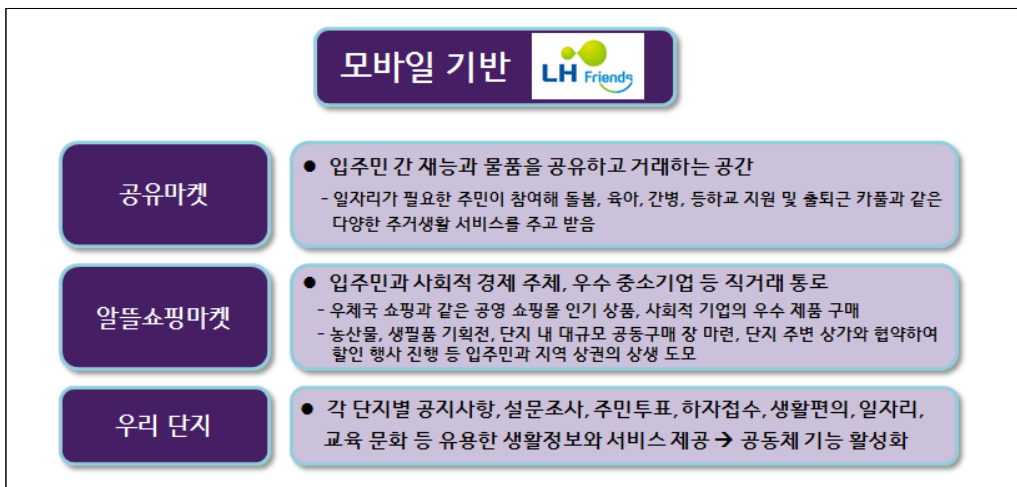 모바일 기반 LH Friends
공유마켓
● 입주민 간 재능과 물품을 공유하고 거래하는 공간
- 일자리가 필요한 주민이 참여해 돌봄, 육아, 간병, 등하교 지원 및 출퇴근 카풀과 같은
다양한 주거생활 서비스를 주고 받음
알뜰쇼핑마켓
● 입주민과 사회적 경제 주체, 우수 중소기업 등 직거래 통로
- 우체국 쇼핑과 같은 공영 쇼핑몰 인기 상품, 사회적 기업의 우수 제품 구매
- 농산물, 생필품 기획전, 단지 내 대규모 공동구매 장 마련, 단지 주변 상가와 협약하여
할인 행사 진행 등 입주민과 지역 상권의 상생 도모
우리 단지
● 각 단지별 공지사항, 설문조사, 주민투표, 하자접수, 생활편의, 일자리,
교육 문화 등 유용한 생활정보와 서비스 제공 → 공동체 기능 활성화